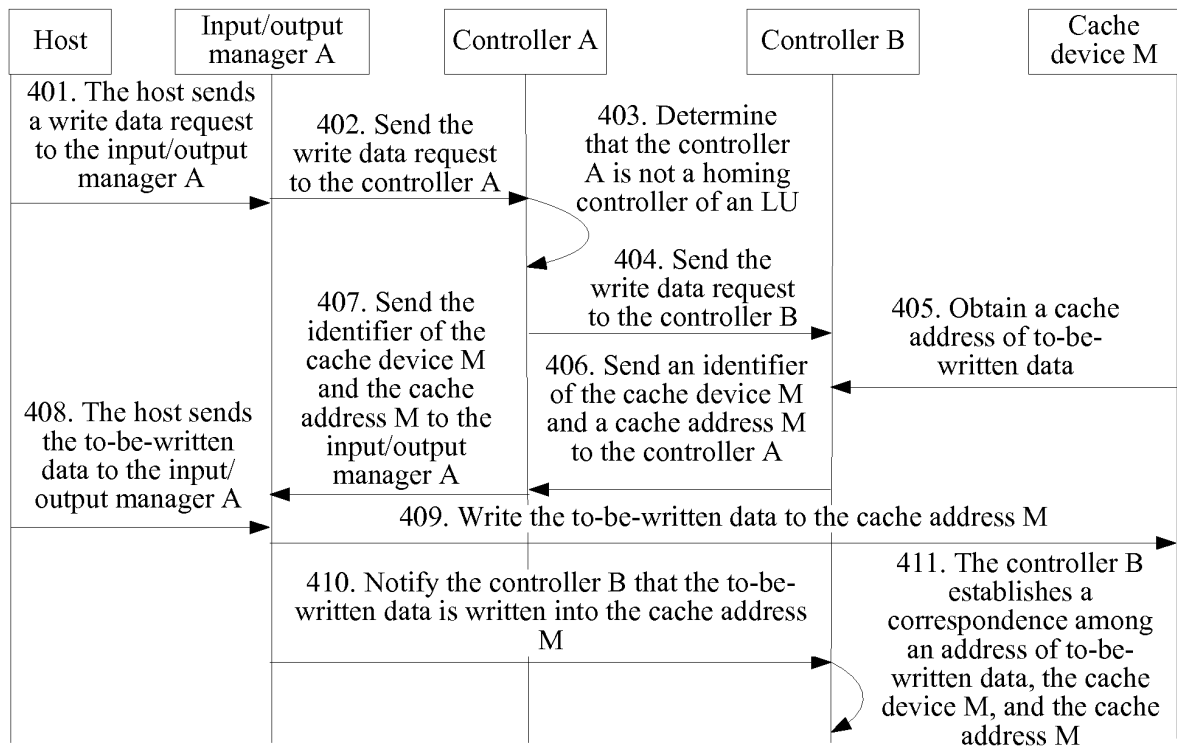 Host
Input/output
manager A
Controller A
Controller B
Cache
device M
401. The host sends
a write data request
to the input/output
manager A
402. Send the
write data request
to the controller A
403. Determine
that the controller
A is not a homing
controller of an LU
404. Send the
write data request
to the controller B
405. Obtain a cache
address of to-be-
written data
406. Send an identifier
of the cache device M
and a cache address M
to the controller A
407. Send the
identifier of the
cache device M
and the cache
address M to the
input/output
manager A
408. The host sends
the to-be-written
data to the input/
output manager A
409. Write the to-be-written data to the cache address M
410. Notify the controller B that the to-be-
written data is written into the cache address
M
411. The controller B
establishes a
correspondence among
an address of to-be-
written data, the cache
device M, and the cache
address M